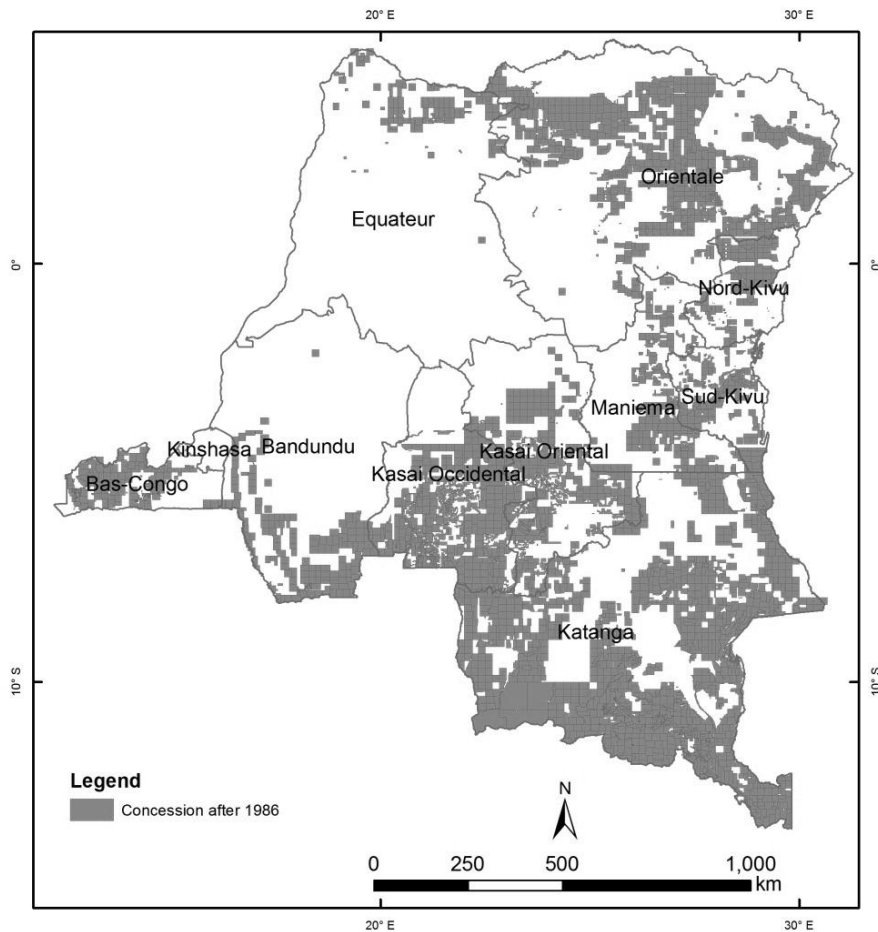 20° E 30° E
Orientale
Equateur
0° 0°
Nord-Kivu
Maniema Sud-Kivu
Kinshasa Bandundu Kasai Oriental
Kasai Occidental
Bas-Congo
Katanga
10° S 10° S
Legend
Concession after 1986
N
0 250 500 1,000
km
20° E 30° E